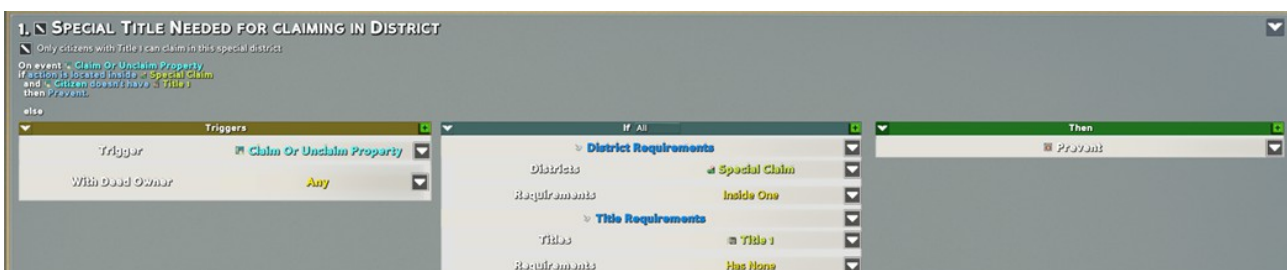 1. Special Title Needed for claiming in District
Only citizens with Title 1 can claim in this special district
On event Claim Or Unclaim Property
if action is located inside Special Claim
and Citizen doesn't have Title 1
then Prevent.
else
Triggers
Trigger Claim Or Unclaim Property
With Deed Owner Any
If All
District Requirements
Districts Special Claim
Requirements Inside One
Title Requirements
Titles Title 1
Requirements Has None
Then
Prevent